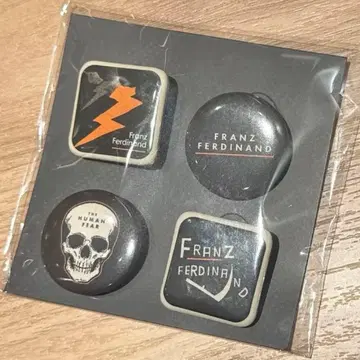 Franz
Ferdinand
FRANZ
FERDINAND
THE
HUMAN
FEAR
FRANZ
FERDINAND